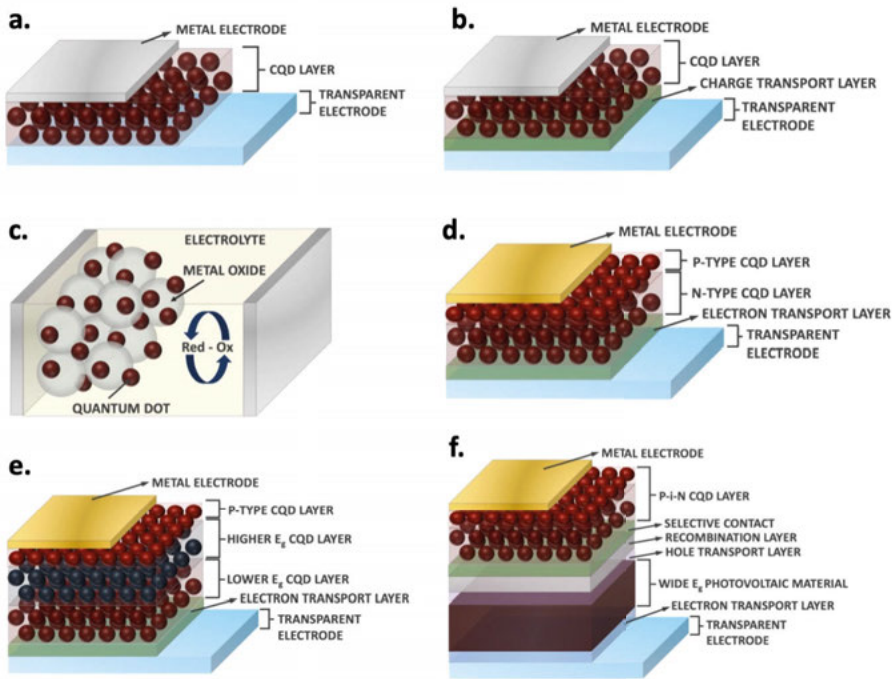 a.
METAL ELECTRODE
CQD LAYER
TRANSPARENT
ELECTRODE
b.
METAL ELECTRODE
CQD LAYER
CHARGE TRANSPORT LAYER
TRANSPARENT
ELECTRODE
c.
ELECTROLYTE
METAL OXIDE
Red - Ox
QUANTUM DOT
d.
METAL ELECTRODE
P-TYPE CQD LAYER
N-TYPE CQD LAYER
ELECTRON TRANSPORT LAYER
TRANSPARENT
ELECTRODE
e.
METAL ELECTRODE
P-TYPE CQD LAYER
HIGHER Eg CQD LAYER
LOWER Eg CQD LAYER
ELECTRON TRANSPORT LAYER
TRANSPARENT
ELECTRODE
f.
METAL ELECTRODE
P-i-N CQD LAYER
SELECTIVE CONTACT
RECOMBINATION LAYER
HOLE TRANSPORT LAYER
WIDE Eg PHOTOVOLTAIC MATERIAL
ELECTRON TRANSPORT LAYER
TRANSPARENT
ELECTRODE